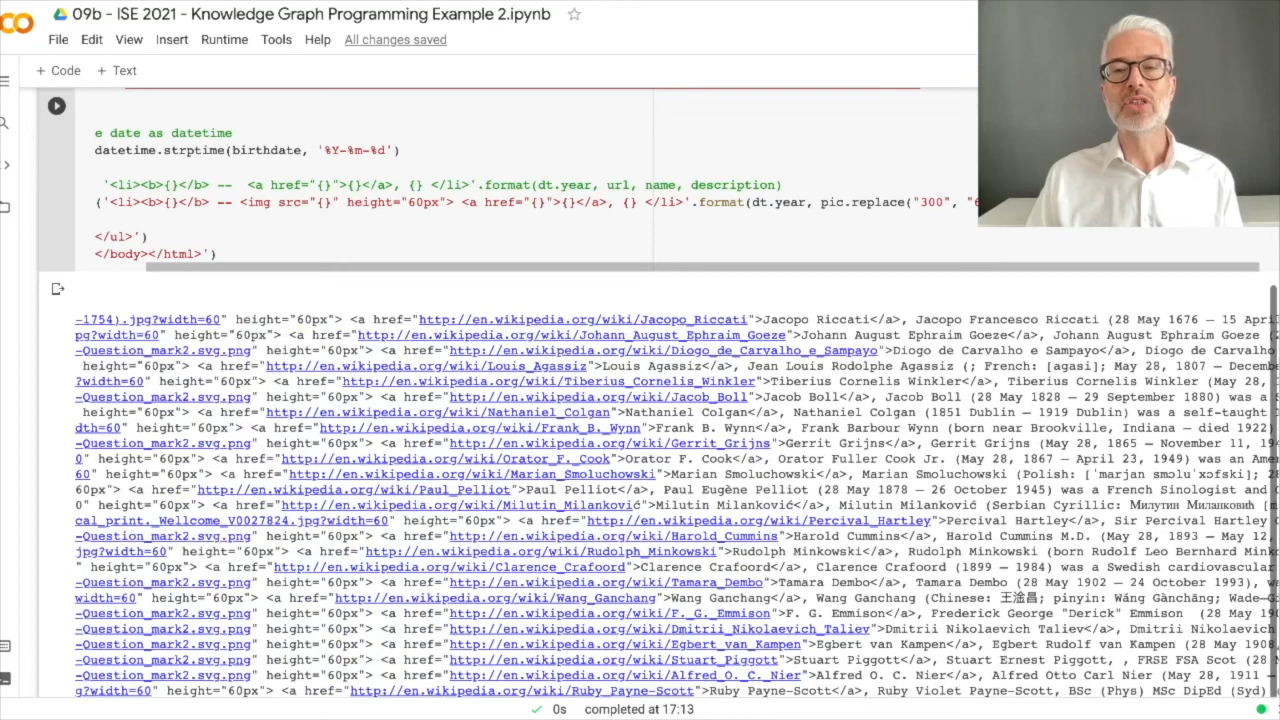 09b - ISE 2021 - Knowledge Graph Programming Example 2.ipynb
File Edit View Insert Runtime Tools Help All changes saved
+ Code + Text
e date as datetime
datetime.strptime(birthdate, '%Y-%m-%d')
'<li><b>{}</b> -- <a href="{}">{}</a>, {} </li>'.format(dt.year, url, name, description)
('<li><b>{}</b> -- <img src="{}" height="60px"> <a href="{}">{}</a>, {} </li>'.format(dt.year, pic.replace("300", "6
</ul>')
</body></html>')
-1754).jpg?width=60" height="60px"> <a href="http://en.wikipedia.org/wiki/Jacopo_Riccati">Jacopo Riccati</a>, Jacopo Francesco Riccati (28 May 1676 – 15 Apri
pg?width=60" height="60px"> <a href="http://en.wikipedia.org/wiki/Johann_August_Ephraim_Goeze">Johann August Ephraim Goeze</a>, Johann August Ephraim Goeze
-Question_mark2.svg.png" height="60px"> <a href="http://en.wikipedia.org/wiki/Diogo_de_Carvalho_e_Sampayo">Diogo de Carvalho e Sampayo</a>, Diogo de Carvalho
height="60px"> <a href="http://en.wikipedia.org/wiki/Louis_Agassiz">Louis Agassiz</a>, Jean Louis Rodolphe Agassiz (; French: [agasi]; May 28, 1807 – Decembe
?width=60" height="60px"> <a href="http://en.wikipedia.org/wiki/Tiberius_Cornelis_Winkler">Tiberius Cornelis Winkler</a>, Tiberius Cornelis Winkler (May 28,
-Question_mark2.svg.png" height="60px"> <a href="http://en.wikipedia.org/wiki/Jacob_Boll">Jacob Boll</a>, Jacob Boll (28 May 1828 – 29 September 1880) was a S
height="60px"> <a href="http://en.wikipedia.org/wiki/Nathaniel_Colgan">Nathaniel Colgan</a>, Nathaniel Colgan (1851 Dublin – 1919 Dublin) was a self-taught
dth=60" height="60px"> <a href="http://en.wikipedia.org/wiki/Frank_B._Wynn">Frank B. Wynn</a>, Frank Barbour Wynn (born near Brookville, Indiana – died 1922)
-Question_mark2.svg.png" height="60px"> <a href="http://en.wikipedia.org/wiki/Gerrit_Grijns">Gerrit Grijns</a>, Gerrit Grijns (May 28, 1865 – November 11, 19
0" height="60px"> <a href="http://en.wikipedia.org/wiki/Orator_F._Cook">Orator F. Cook</a>, Orator Fuller Cook Jr. (May 28, 1867 – April 23, 1949) was an Ame
60" height="60px"> <a href="http://en.wikipedia.org/wiki/Marian_Smoluchowski">Marian Smoluchowski</a>, Marian Smoluchowski (Polish: [ˈmarjan smɔluˈxɔfski]; 28
60px"> <a href="http://en.wikipedia.org/wiki/Paul_Pelliot">Paul Pelliot</a>, Paul Eugène Pelliot (28 May 1878 – 26 October 1945) was a French Sinologist and
0" height="60px"> <a href="http://en.wikipedia.org/wiki/Milutin_Milanković">Milutin Milanković</a>, Milutin Milanković (Serbian Cyrillic: Милутин Миланковић
cal_print._Wellcome_V0027824.jpg?width=60" height="60px"> <a href="http://en.wikipedia.org/wiki/Percival_Hartley">Percival Hartley</a>, Sir Percival Hartley
-Question_mark2.svg.png" height="60px"> <a href="http://en.wikipedia.org/wiki/Harold_Cummins">Harold Cummins</a>, Harold Cummins M.D. (May 28, 1893 – May 12,
jpg?width=60" height="60px"> <a href="http://en.wikipedia.org/wiki/Rudolph_Minkowski">Rudolph Minkowski</a>, Rudolph Minkowski (born Rudolf Leo Bernhard Mink
" height="60px"> <a href="http://en.wikipedia.org/wiki/Clarence_Crafoord">Clarence Crafoord</a>, Clarence Crafoord (1899 – 1984) was a Swedish cardiovascular
-Question_mark2.svg.png" height="60px"> <a href="http://en.wikipedia.org/wiki/Tamara_Dembo">Tamara Dembo</a>, Tamara Dembo (28 May 1902 – 24 October 1993), w
width=60" height="60px"> <a href="http://en.wikipedia.org/wiki/Wang_Ganchang">Wang Ganchang</a>, Wang Ganchang (Chinese: 王淦昌; pinyin: Wáng Gànchāng; Wade–G
-Question_mark2.svg.png" height="60px"> <a href="http://en.wikipedia.org/wiki/F._G._Emmison">F. G. Emmison</a>, Frederick George "Derick" Emmison (28 May 19
-Question_mark2.svg.png" height="60px"> <a href="http://en.wikipedia.org/wiki/Dmitrii_Nikolaevich_Taliev">Dmitrii Nikolaevich Taliev</a>, Dmitrii Nikolaevich
-Question_mark2.svg.png" height="60px"> <a href="http://en.wikipedia.org/wiki/Egbert_van_Kampen">Egbert van Kampen</a>, Egbert Rudolf van Kampen (28 May 1908
-Question_mark2.svg.png" height="60px"> <a href="http://en.wikipedia.org/wiki/Stuart_Piggott">Stuart Piggott</a>, Stuart Ernest Piggott, , FRSE FSA Scot (28
-Question_mark2.svg.png" height="60px"> <a href="http://en.wikipedia.org/wiki/Alfred_O._C._Nier">Alfred O. C. Nier</a>, Alfred Otto Carl Nier (May 28, 1911 –
g?width=60" height="60px"> <a href="http://en.wikipedia.org/wiki/Ruby_Payne-Scott">Ruby Payne-Scott</a>, Ruby Violet Payne-Scott, BSc (Phys) MSc DipEd (Syd)
0s completed at 17:13